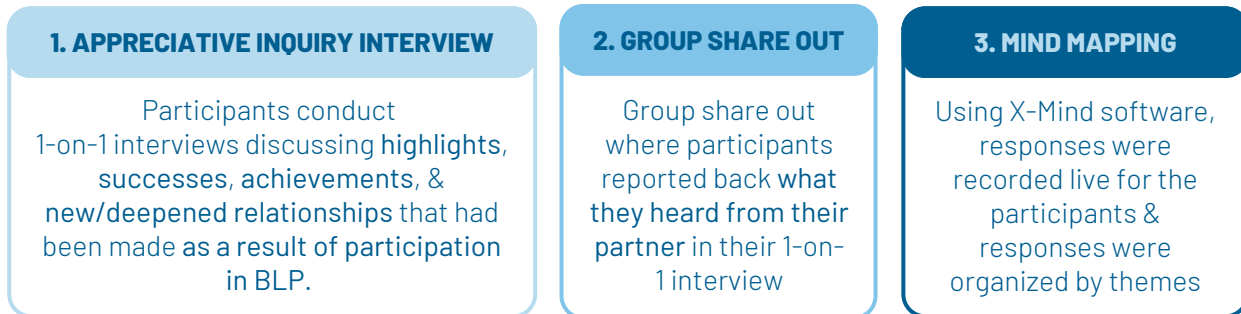 1. APPRECIATIVE INQUIRY INTERVIEW
Participants conduct
1-on-1 interviews discussing highlights,
successes, achievements, &
new/deepened relationships that had
been made as a result of participation
in BLP.
2. GROUP SHARE OUT
Group share out
where participants
reported back what
they heard from their
partner in their 1-on-
1 interview
3. MIND MAPPING
Using X-Mind software,
responses were
recorded live for the
participants &
responses were
organized by themes